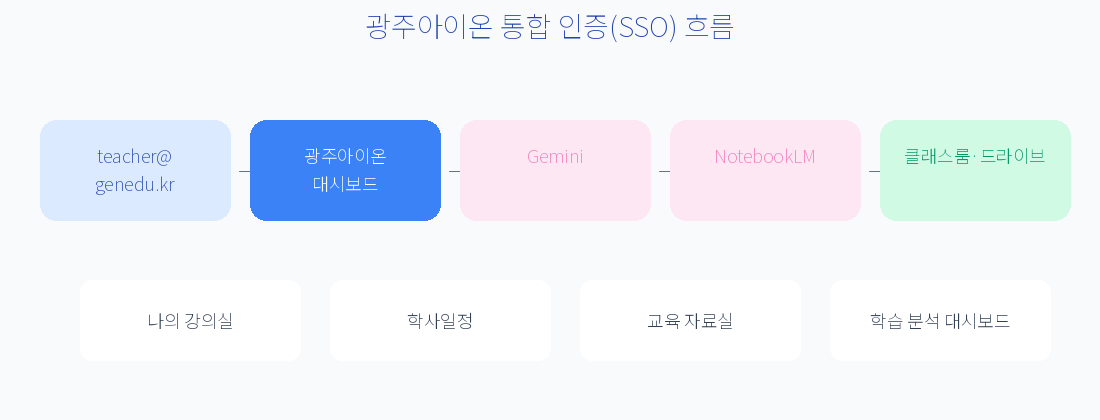 광주아이온 통합 인증(SSO) 흐름
teacher@
genedu.kr
광주아이온
대시보드
Gemini
NotebookLM
클래스룸·드라이브
나의 강의실
학사일정
교육 자료실
학습 분석 대시보드